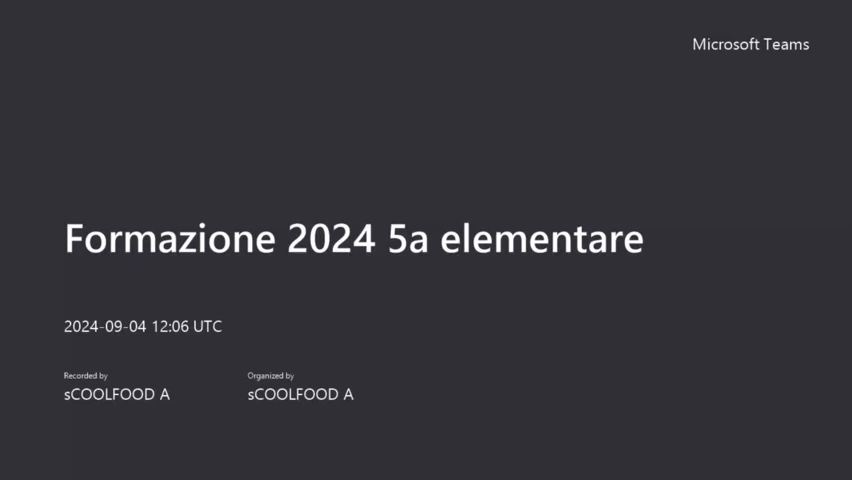 Microsoft Teams
Formazione 2024 5a elementare
2024-09-04 12:06 UTC
Recorded by
sCOOLFOOD A
Organized by
sCOOLFOOD A